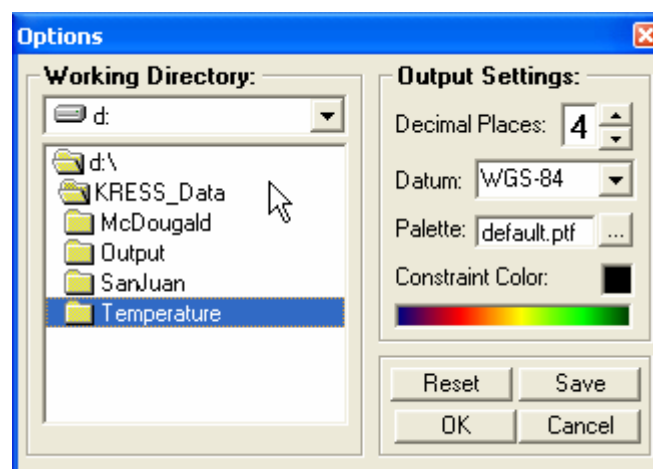 Options
Working Directory:
d:
d:\
KRESS_Data
McDougald
Output
SanJuan
Temperature
Output Settings:
Decimal Places: 4
Datum: WGS-84
Palette: default.ptf ...
Constraint Color:
Reset Save
OK Cancel